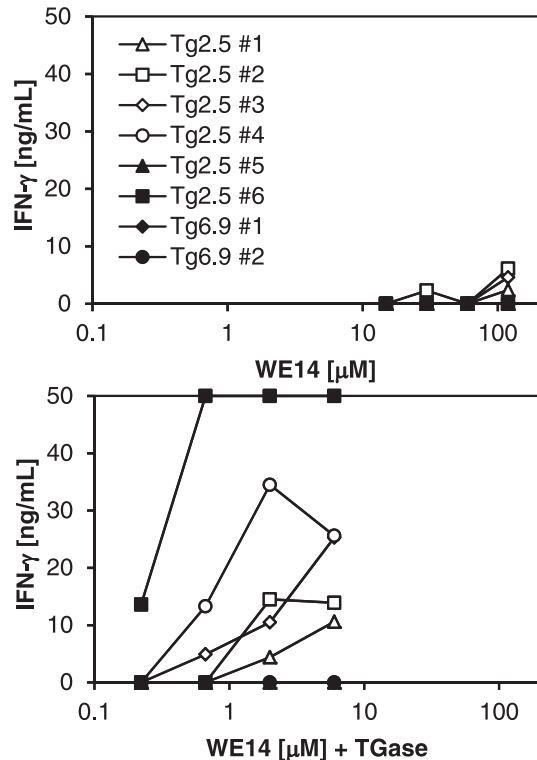 50
40
30
20
10
0
IFN-γ [ng/mL]
Tg2.5 #1
Tg2.5 #2
Tg2.5 #3
Tg2.5 #4
Tg2.5 #5
Tg2.5 #6
Tg6.9 #1
Tg6.9 #2
0.1 1 10 100
WE14 [μM]
50
40
30
20
10
0
IFN-γ [ng/mL]
0.1 1 10 100
WE14 [μM] + TGase